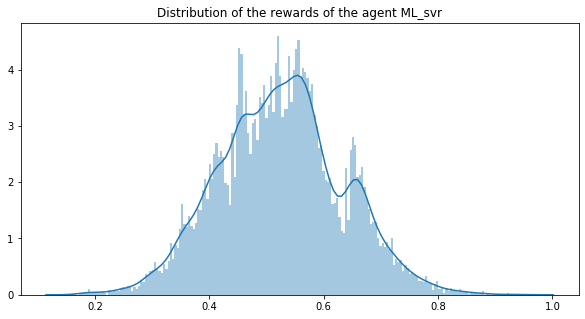 Distribution of the rewards of the agent ML_svr
4
3
2
1
0
0.2 0.4 0.6 0.8 1.0